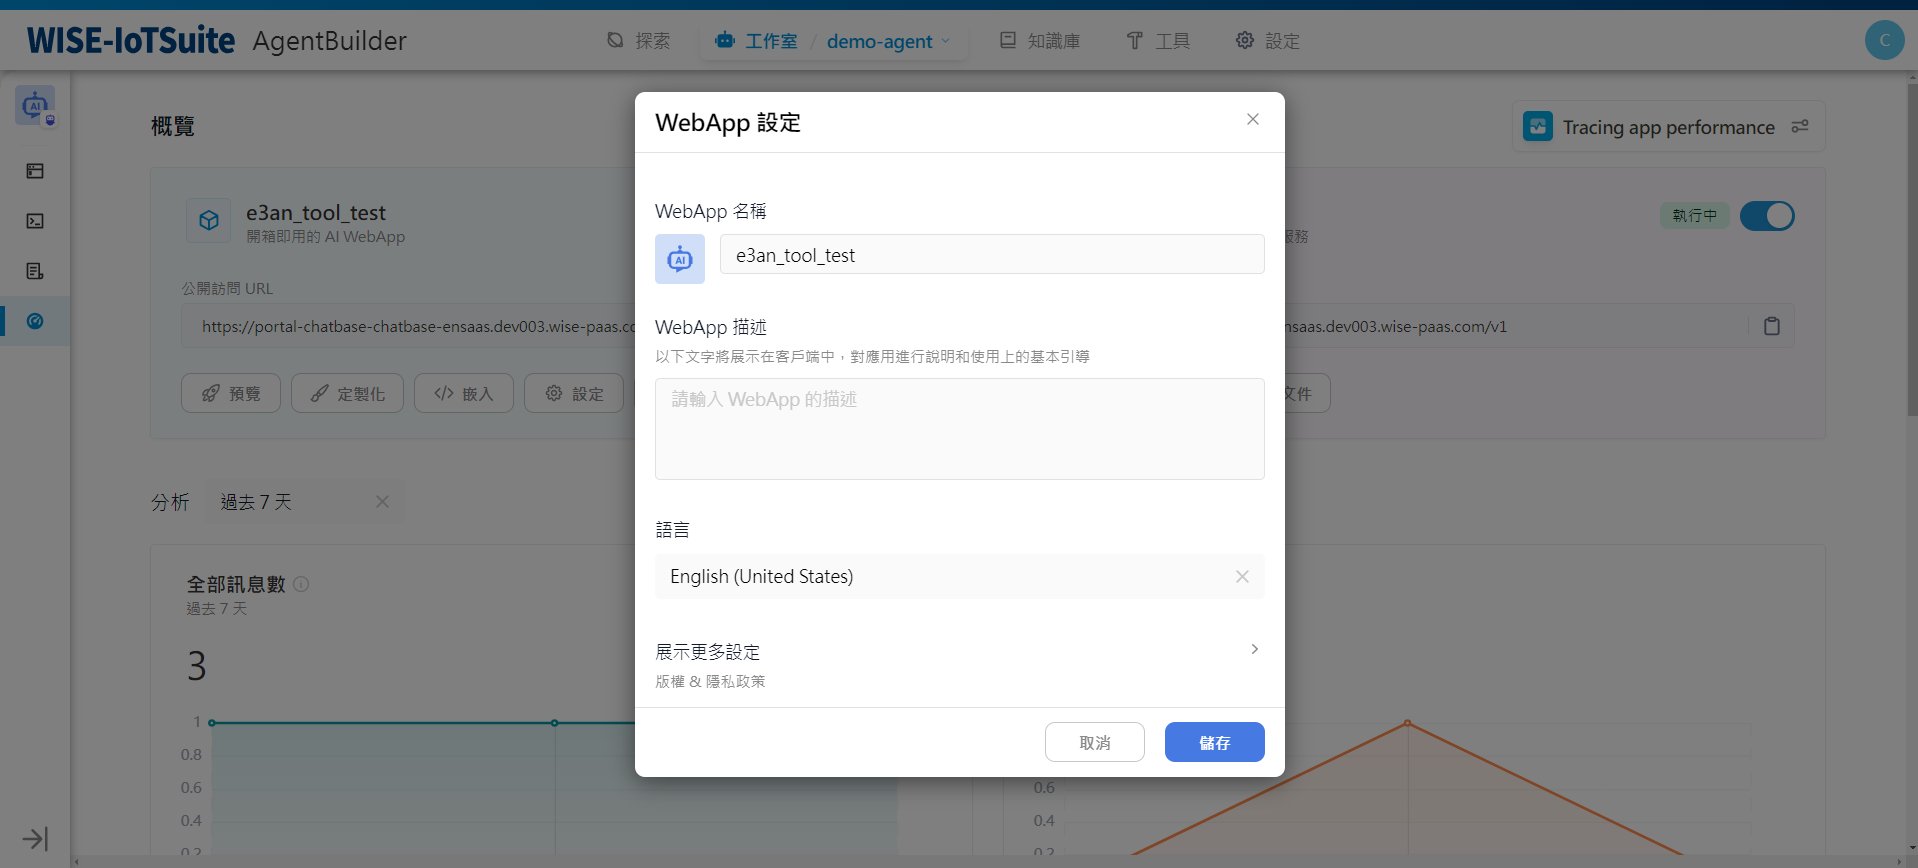 WISE-IoTSuite AgentBuilder 探索 工作室 / demo-agent 知識庫 工具 設定 C
概覽
Tracing app performance
e3an_tool_test
開箱即用的 AI WebApp
公開訪問 URL
https://portal-chatbase-chatbase-ensaas.dev003.wise-paas.co
預覽 定製化 嵌入 設定
執行中
服務
nsaas.dev003.wise-paas.com/v1
文件
分析 過去 7 天
全部訊息數
過去 7 天
3
1
0.8
0.6
0.4
0.2
0.6
0.4
0.2
WebApp 設定
WebApp 名稱
AI
e3an_tool_test
WebApp 描述
以下文字將展示在客戶端中，對應用進行說明和使用上的基本引導
請輸入 WebApp 的描述
語言
English (United States)
展示更多設定
版權 & 隱私政策
取消 儲存